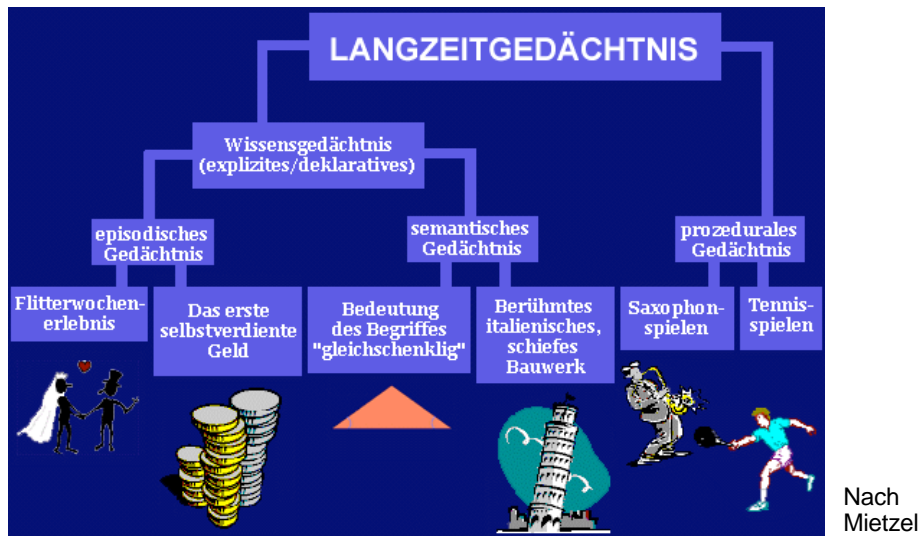 LANGZEITGEDÄCHTNIS
Wissensgedächtnis
(explizites/deklaratives)
episodisches
Gedächtnis
semantisches
Gedächtnis
prozedurales
Gedächtnis
Flitterwochen-
erlebnis
Das erste
selbstverdiente
Geld
Bedeutung
des Begriffes
"gleichschenklig"
Berühmtes
italienisches,
schiefes
Bauwerk
Saxophon-
spielen
Tennis-
spielen
Nach
Mietzel